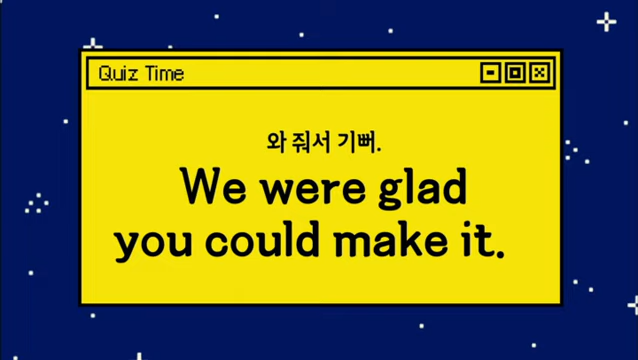 Quiz Time
와 줘서 기뻐.
We were glad
you could make it.